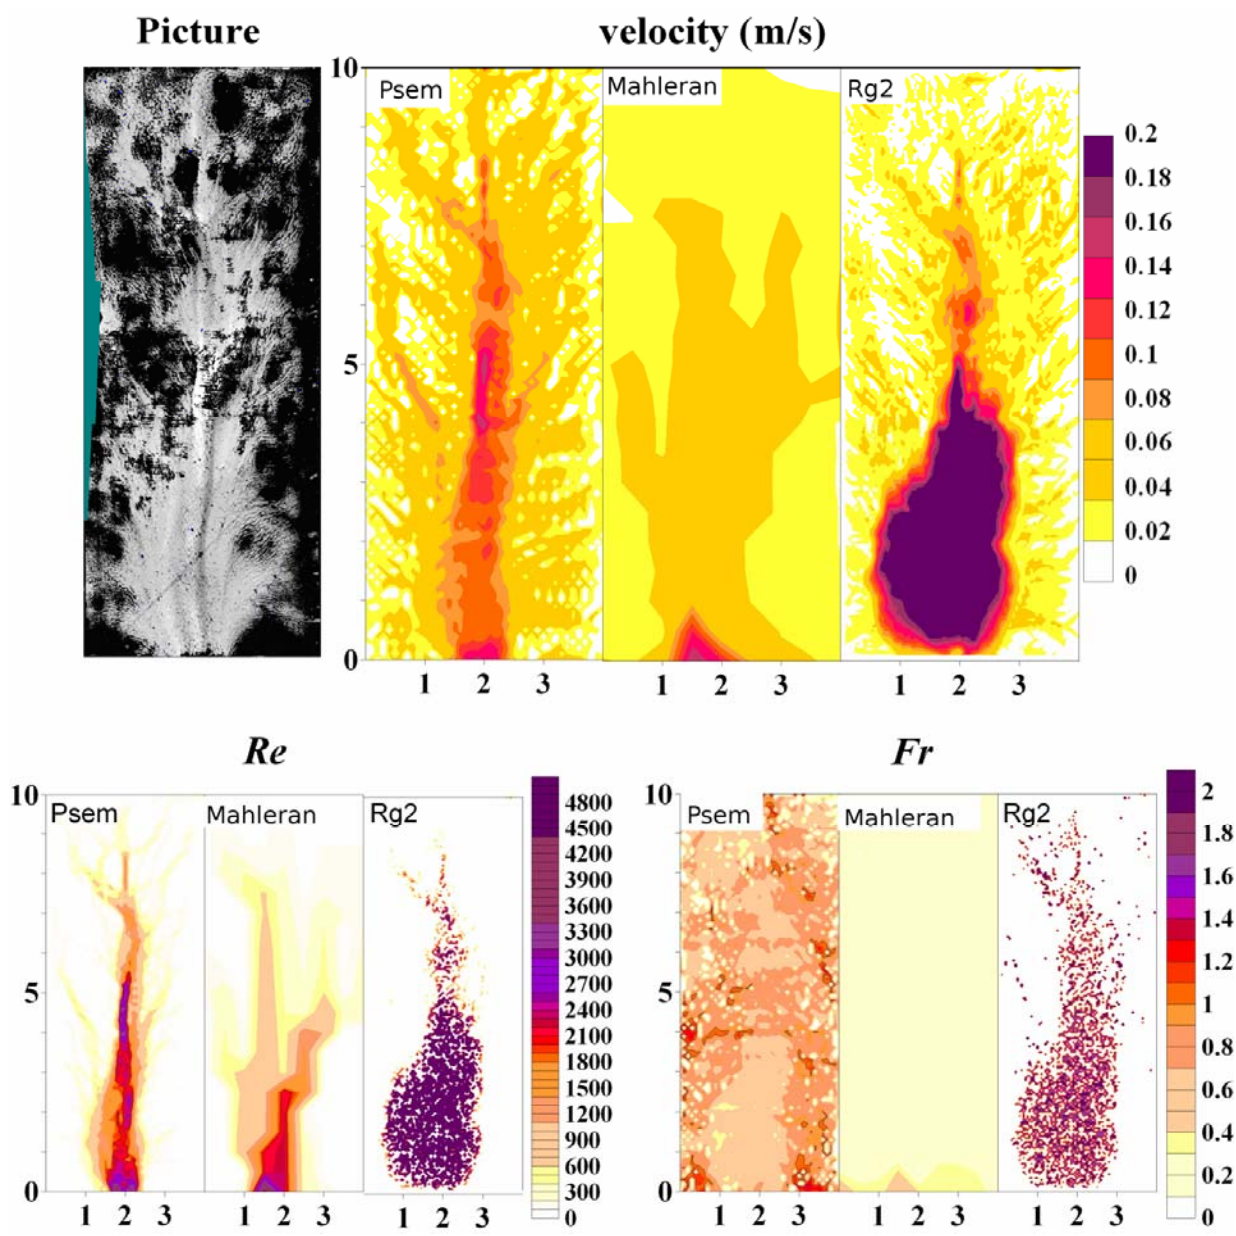 Picture
velocity (m/s)
10
5
0
Psem
Mahleran
Rg2
1 2 3
1 2 3
1 2 3
0.2
0.18
0.16
0.14
0.12
0.1
0.08
0.06
0.04
0.02
0
Re
10
5
0
Psem
Mahleran
Rg2
1 2 3
1 2 3
1 2 3
4800
4500
4200
3900
3600
3300
3000
2700
2400
2100
1800
1500
1200
900
600
300
0
Fr
10
5
0
Psem
Mahleran
Rg2
1 2 3
1 2 3
1 2 3
2
1.8
1.6
1.4
1.2
1
0.8
0.6
0.4
0.2
0